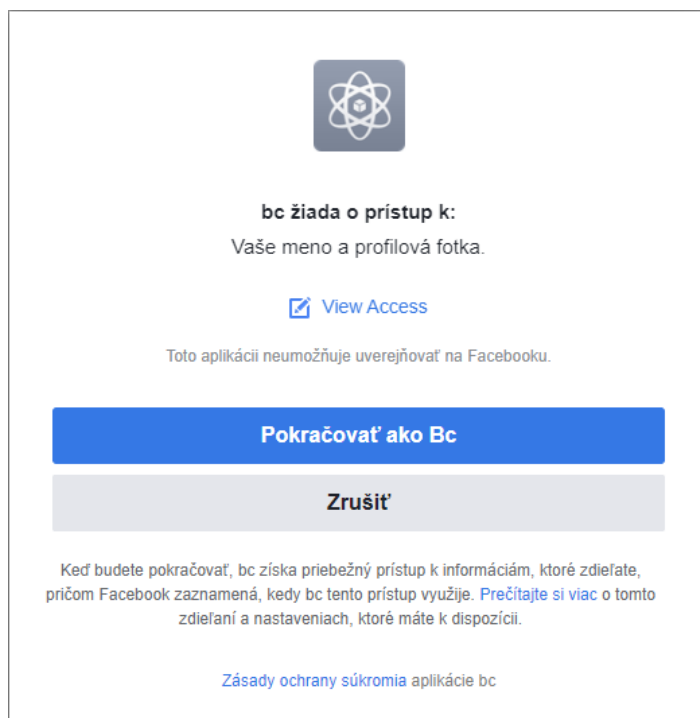 bc žiada o prístup k:
Vaše meno a profilová fotka.
View Access
Toto aplikácii neumožňuje uverejňovať na Facebooku.
Pokračovať ako Bc
Zrušiť
Keď budete pokračovať, bc získa priebežný prístup k informáciám, ktoré zdieľate,
pričom Facebook zaznamená, kedy bc tento prístup využije. Prečítajte si viac o tomto
zdieľaní a nastaveniach, ktoré máte k dispozícii.
Zásady ochrany súkromia aplikácie bc